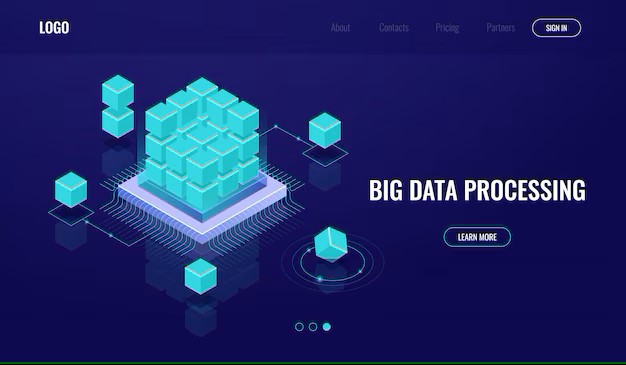 LOGO
About Contacts Pricing Partners SIGN IN
BIG DATA PROCESSING
LEARN MORE